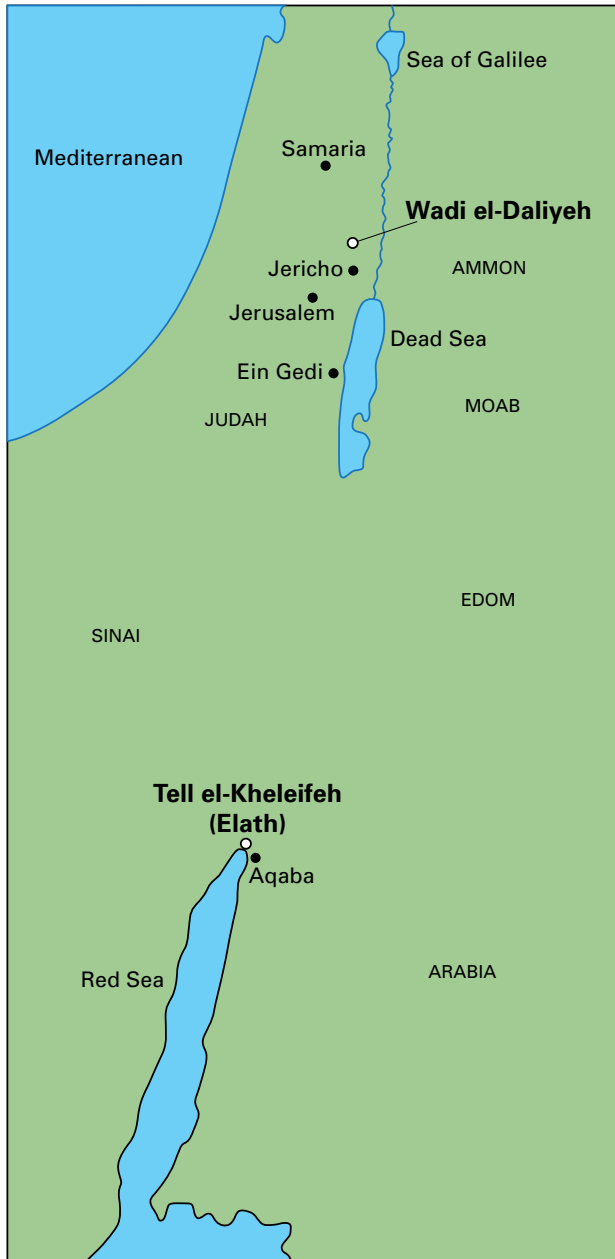 Sea of Galilee
Mediterranean
Samaria
Wadi el-Daliyeh
Jericho
AMMON
Jerusalem
Dead Sea
Ein Gedi
JUDAH
MOAB
EDOM
SINAI
Tell el-Kheleifeh
(Elath)
Aqaba
Red Sea
ARABIA